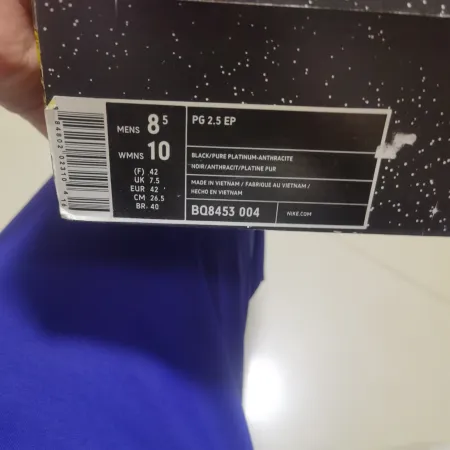 MENS 8 5
WMNS 10
(F) 42
UK 7.5
EUR 42
CM 26.5
BR 40
PG 2.5 EP
BLACK/PURE PLATINUM-ANTHRACITE
NOIR/ANTHRACIT/PLATINE PUR
MADE IN VIETNAM / FABRIQUE AU VIETNAM /
HECHO EN VIETNAM
BQ8453 004
NIKE.COM